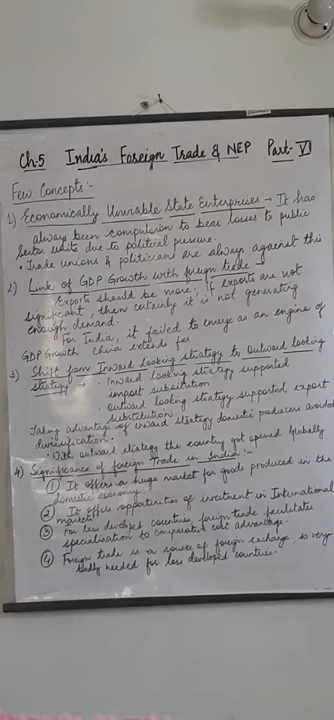 Ch:5 India's Foreign Trade & NEP Part-VI
Few Concepts:-
1) Economically Unviable State Enterprises → It has
always been compulsion to bear losses to public
sector units due to political pressure.
• Trade unions & politicians are always against this.
2) Link of GDP Growth with foreign trade →
Exports should be more. If exports are not
significant, then certainly it is not generating
enough demand.
For India, it failed to emerge as an engine of
GDP Growth China extends far
3) Shift from Inward Looking strategy to Outward looking
strategy → • Inward looking strategy supported
import substitution
• Outward looking strategy supported export
substitution.
Taking advantage of inward strategy domestic producers avoided
diversification.
• With outward strategy the country got opened globally
4) Significance of foreign Trade in India:-
① It offers a huge market for goods produced in the
domestic economy.
② It offers opportunities of investment in International
markets.
③ For less developed countries, foreign trade facilitates
specialisation to comparative cost advantage.
④ Foreign trade is a source of foreign exchange, so very
badly needed for less developed countries.